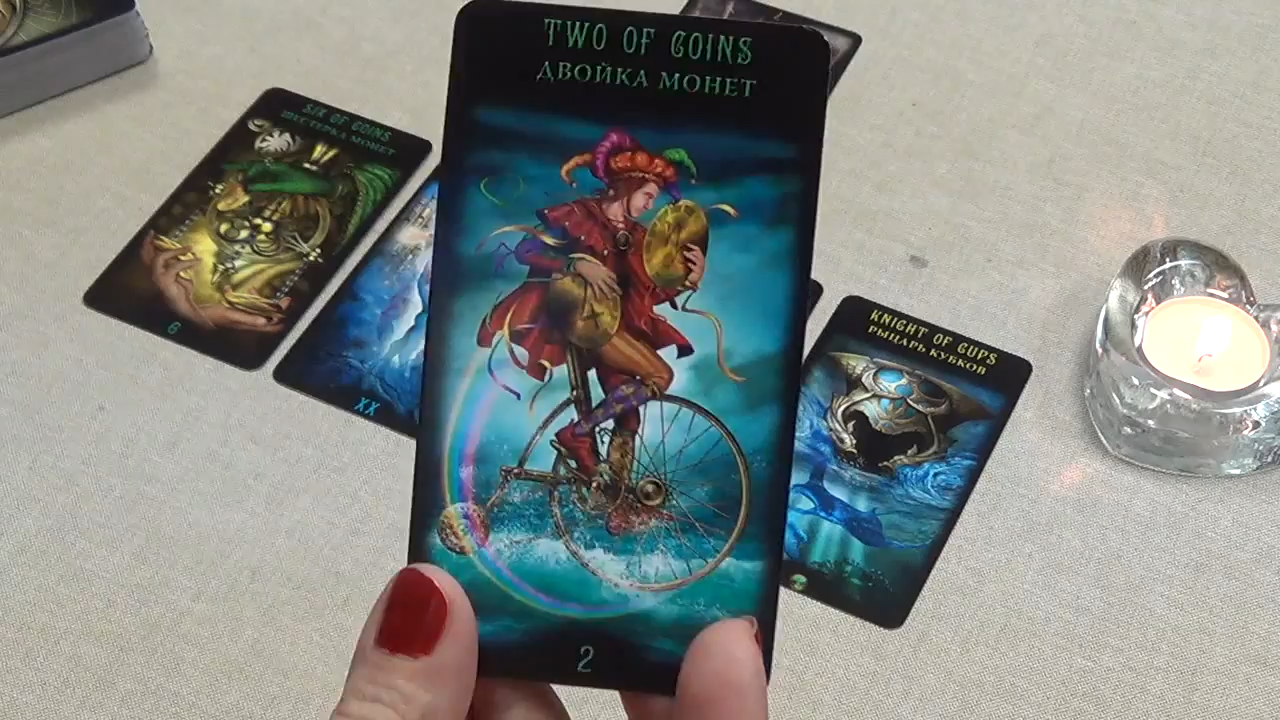 TWO OF COINS
ДВОЙКА МОНЕТ
2
SIX OF COINS
ШЕСТЕРКА МОНЕТ
6
XX
KNIGHT OF CUPS
РЫЦАРЬ КУБКОВ